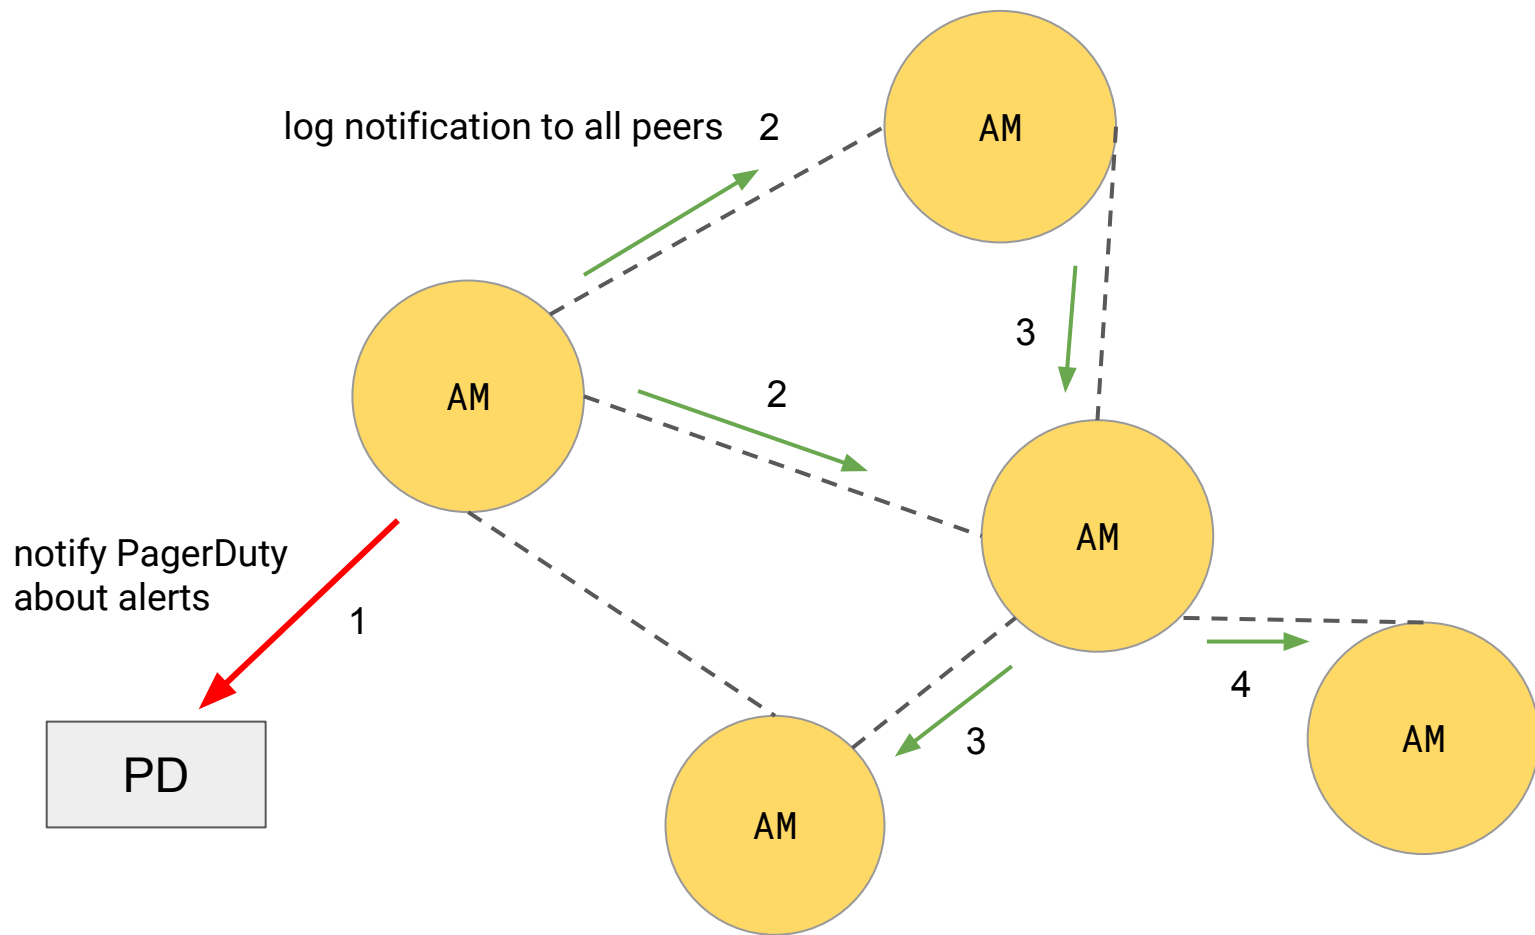 AM
log notification to all peers 2
3
AM
2
AM
notify PagerDuty
about alerts
1
4
3
AM
PD
AM